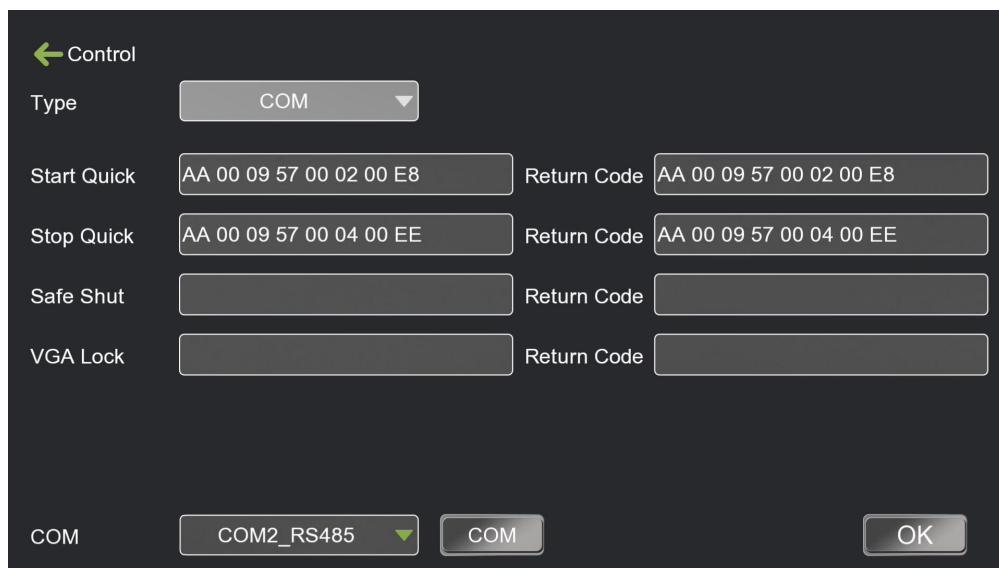 Control
Type COM
Start Quick AA 00 09 57 00 02 00 E8 Return Code AA 00 09 57 00 02 00 E8
Stop Quick AA 00 09 57 00 04 00 EE Return Code AA 00 09 57 00 04 00 EE
Safe Shut Return Code
VGA Lock Return Code
COM COM2_RS485 COM OK